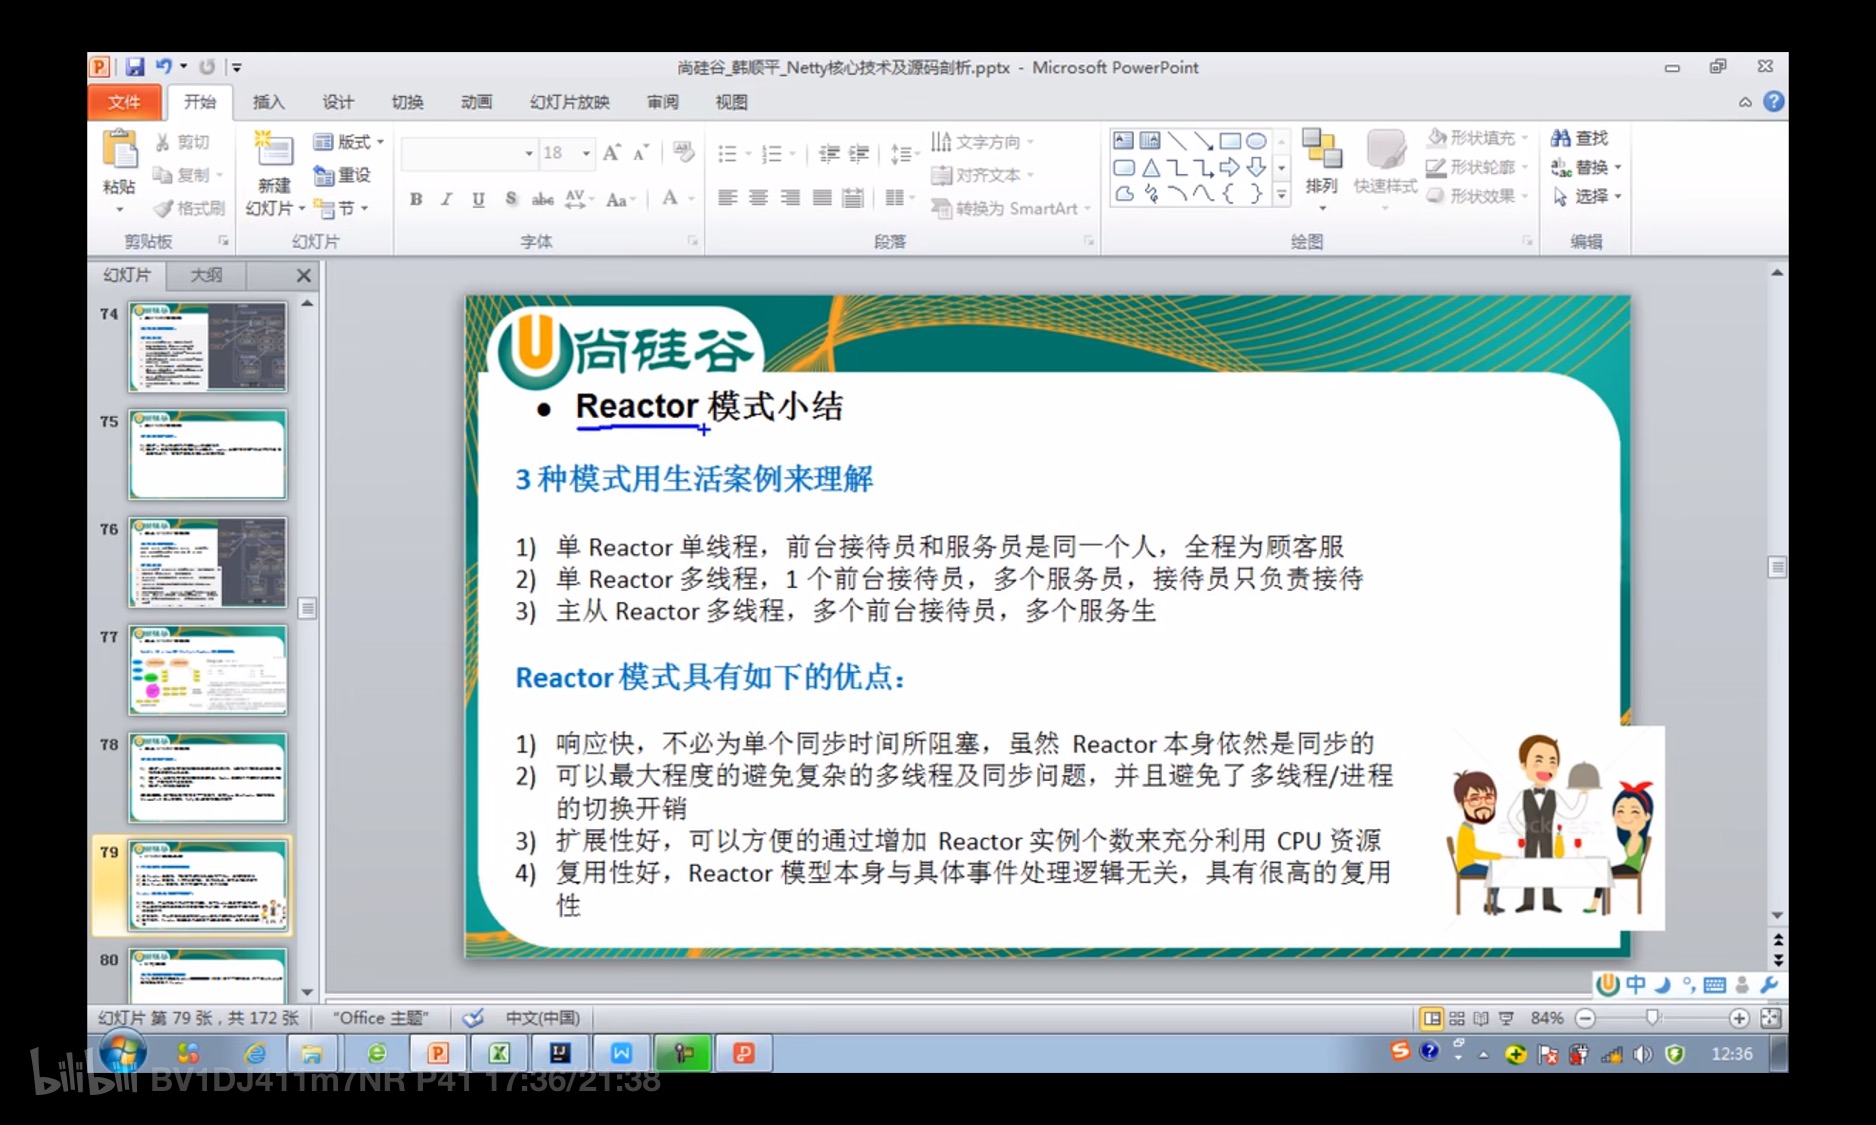 尚硅谷_韩顺平_Netty核心技术及源码剖析.pptx - Microsoft PowerPoint
文件 开始 插入 设计 切换 动画 幻灯片放映 审阅 视图
剪切 版式 文字方向 形状填充 查找
18
复制 重设 对齐文本 形状轮廓 替换
粘贴 新建 排列 快速样式
格式刷 幻灯片 节 转换为 SmartArt 形状效果 选择
B I U S abc AV Aa A
剪贴板 幻灯片 字体 段落 绘图 编辑
幻灯片 大纲
74
75
76
77
78
79
80
尚硅谷
• Reactor 模式小结
3 种模式用生活案例来理解
1) 单 Reactor 单线程，前台接待员和服务员是同一个人，全程为顾客服
2) 单 Reactor 多线程，1 个前台接待员，多个服务员，接待员只负责接待
3) 主从 Reactor 多线程，多个前台接待员，多个服务生
Reactor 模式具有如下的优点：
1) 响应快，不必为单个同步时间所阻塞，虽然 Reactor 本身依然是同步的
2) 可以最大程度的避免复杂的多线程及同步问题，并且避免了多线程/进程
的切换开销
3) 扩展性好，可以方便的通过增加 Reactor 实例个数来充分利用 CPU 资源
4) 复用性好，Reactor 模型本身与具体事件处理逻辑无关，具有很高的复用
性
中
幻灯片 第 79 张，共 172 张 "Office 主题" 中文(中国) 84%
12:36
bilibili BV1DJ411m7NR P41 17:36/21:38